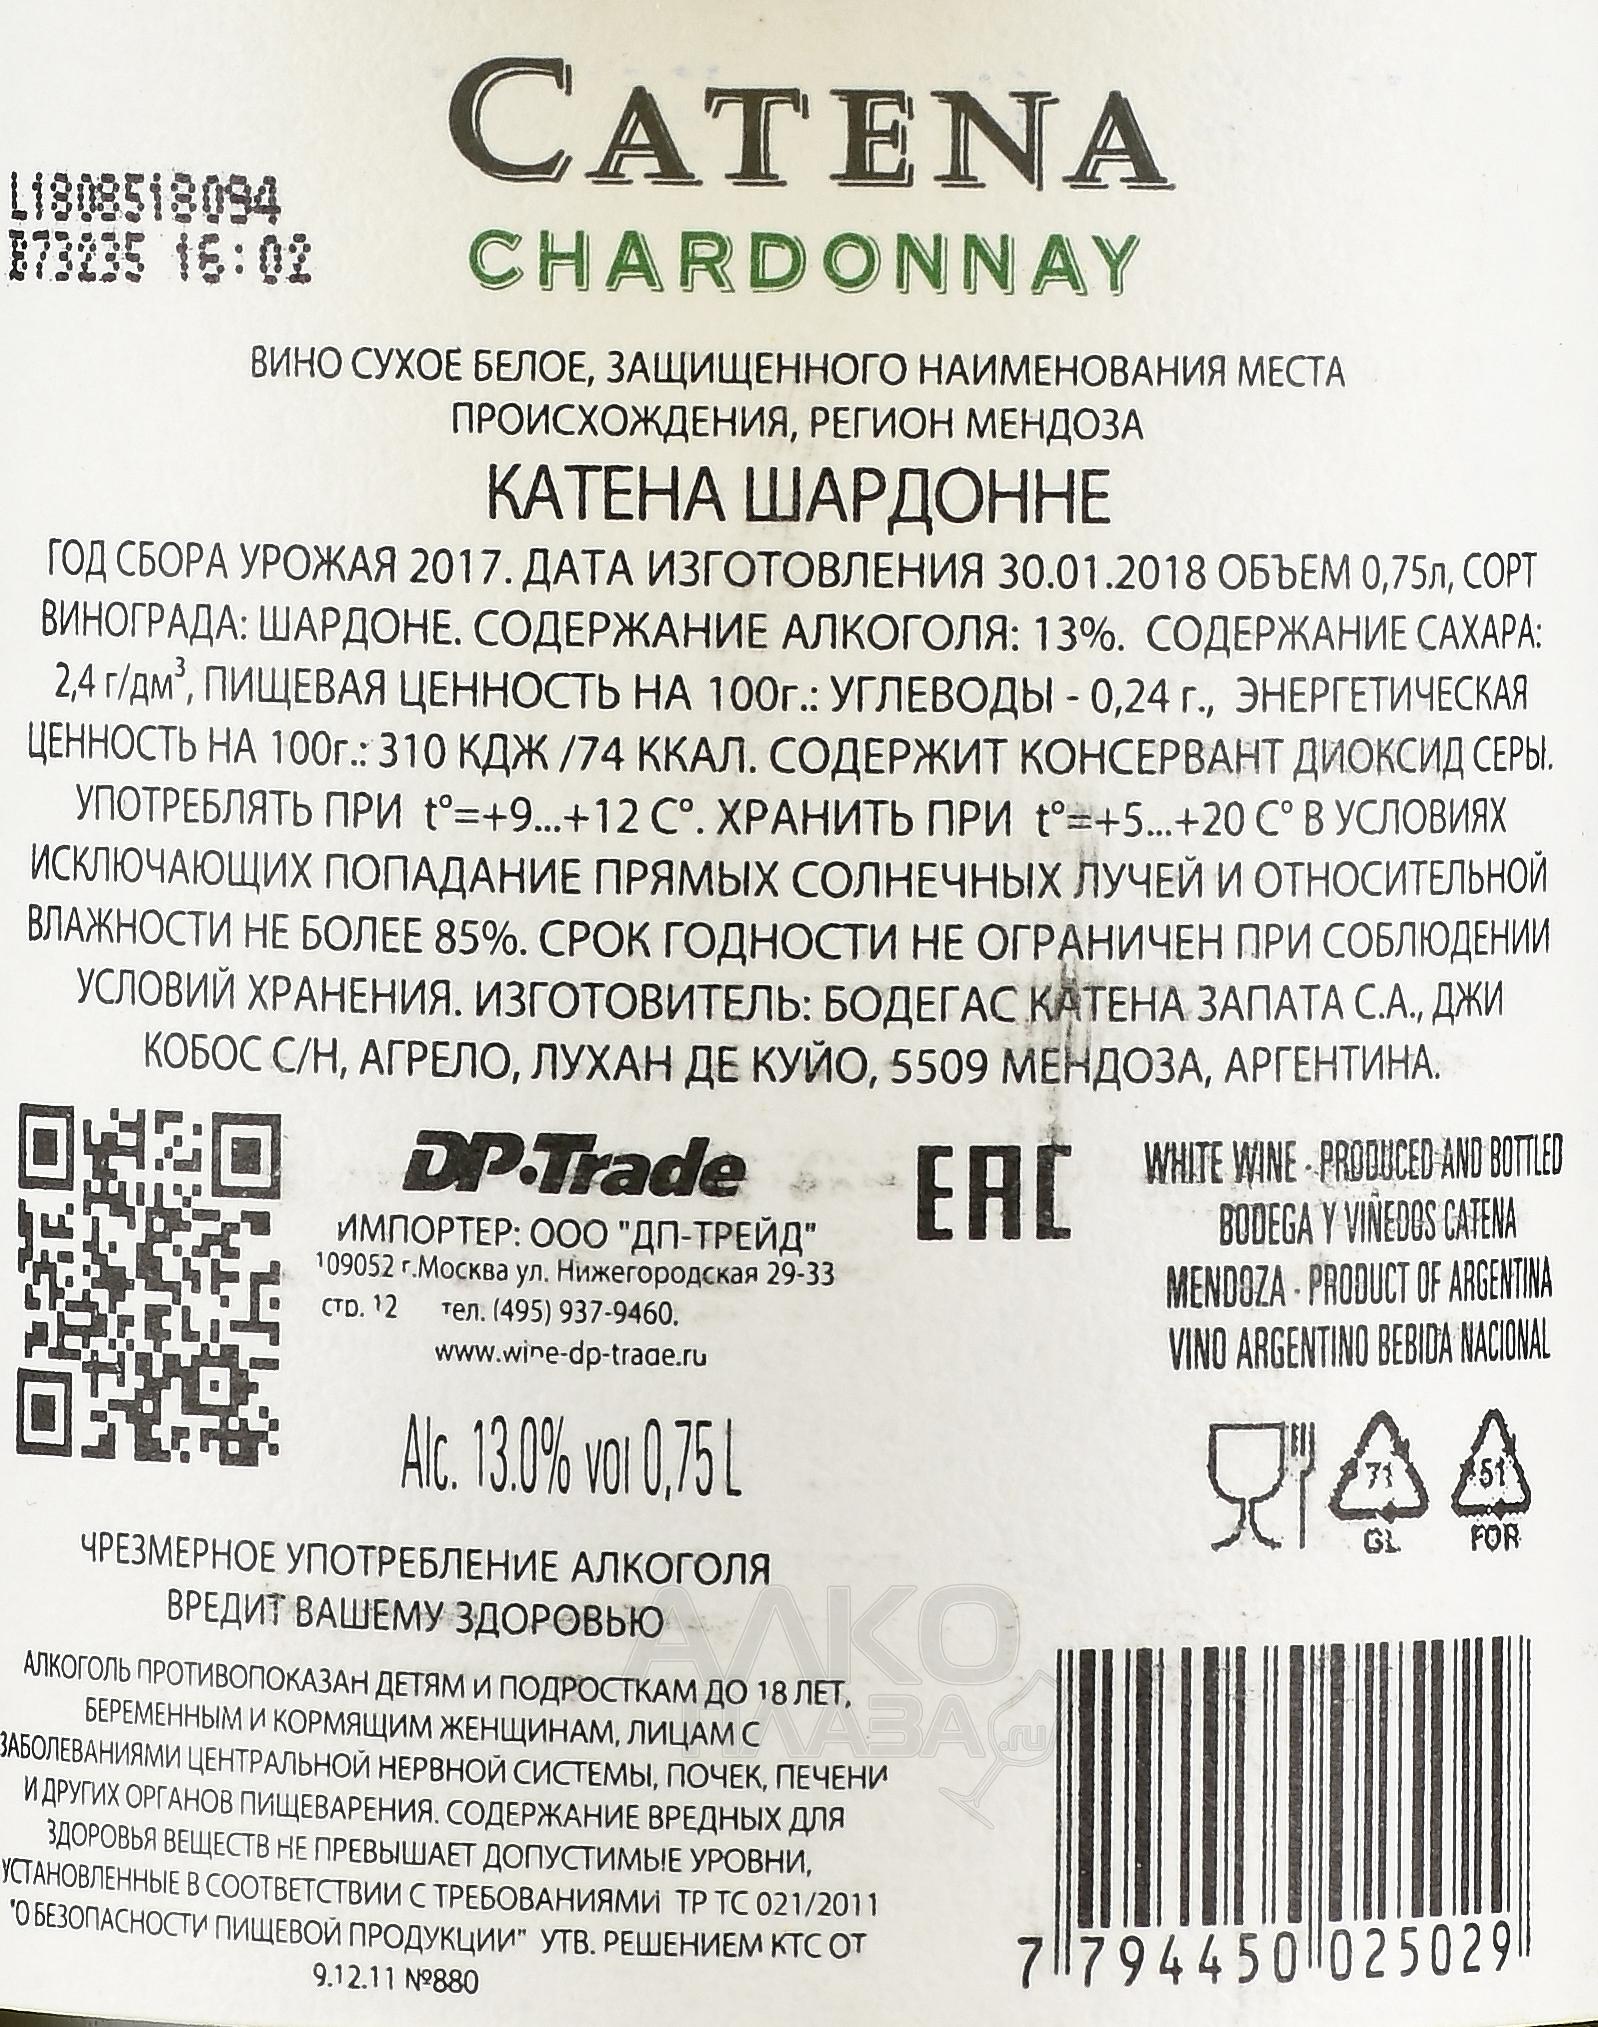 CATENA
CHARDONNAY
L1808518094
B73235 16:02
ВИНО СУХОЕ БЕЛОЕ, ЗАЩИЩЕННОГО НАИМЕНОВАНИЯ МЕСТА
ПРОИСХОЖДЕНИЯ, РЕГИОН МЕНДОЗА
КАТЕНА ШАРДОННЕ
ГОД СБОРА УРОЖАЯ 2017. ДАТА ИЗГОТОВЛЕНИЯ 30.01.2018 ОБЪЕМ 0,75л, СОРТ
ВИНОГРАДА: ШАРДОНЕ. СОДЕРЖАНИЕ АЛКОГОЛЯ: 13%. СОДЕРЖАНИЕ САХАРА:
2,4 г/дм³, ПИЩЕВАЯ ЦЕННОСТЬ НА 100г.: УГЛЕВОДЫ - 0,24 г., ЭНЕРГЕТИЧЕСКАЯ
ЦЕННОСТЬ НА 100г.: 310 КДЖ /74 ККАЛ. СОДЕРЖИТ КОНСЕРВАНТ ДИОКСИД СЕРЫ.
УПОТРЕБЛЯТЬ ПРИ t°=+9...+12 C°. ХРАНИТЬ ПРИ t°=+5...+20 C° В УСЛОВИЯХ
ИСКЛЮЧАЮЩИХ ПОПАДАНИЕ ПРЯМЫХ СОЛНЕЧНЫХ ЛУЧЕЙ И ОТНОСИТЕЛЬНОЙ
ВЛАЖНОСТИ НЕ БОЛЕЕ 85%. СРОК ГОДНОСТИ НЕ ОГРАНИЧЕН ПРИ СОБЛЮДЕНИИ
УСЛОВИЙ ХРАНЕНИЯ. ИЗГОТОВИТЕЛЬ: БОДЕГАС КАТЕНА ЗАПАТА С.А., ДЖИ
КОБОС С/Н, АГРЕЛО, ЛУХАН ДЕ КУЙО, 5509 МЕНДОЗА, АРГЕНТИНА.
DP·Trade
ИМПОРТЕР: ООО "ДП-ТРЕЙД"
109052 г.Москва ул. Нижегородская 29-33
стр. 12 тел. (495) 937-9460.
www.wine-dp-trade.ru
EAC
WHITE WINE · PRODUCED AND BOTTLED
BODEGA Y VIÑEDOS CATENA
MENDOZA · PRODUCT OF ARGENTINA
VINO ARGENTINO BEBIDA NACIONAL
Alc. 13.0% vol 0,75 L
71
GL
51
FOR
ЧРЕЗМЕРНОЕ УПОТРЕБЛЕНИЕ АЛКОГОЛЯ
ВРЕДИТ ВАШЕМУ ЗДОРОВЬЮ
АЛКОГОЛЬ ПРОТИВОПОКАЗАН ДЕТЯМ И ПОДРОСТКАМ ДО 18 ЛЕТ,
БЕРЕМЕННЫМ И КОРМЯЩИМ ЖЕНЩИНАМ, ЛИЦАМ С
ЗАБОЛЕВАНИЯМИ ЦЕНТРАЛЬНОЙ НЕРВНОЙ СИСТЕМЫ, ПОЧЕК, ПЕЧЕНИ
И ДРУГИХ ОРГАНОВ ПИЩЕВАРЕНИЯ. СОДЕРЖАНИЕ ВРЕДНЫХ ДЛЯ
ЗДОРОВЬЯ ВЕЩЕСТВ НЕ ПРЕВЫШАЕТ ДОПУСТИМЫЕ УРОВНИ,
УСТАНОВЛЕННЫЕ В СООТВЕТСТВИИ С ТРЕБОВАНИЯМИ ТР ТС 021/2011
"О БЕЗОПАСНОСТИ ПИЩЕВОЙ ПРОДУКЦИИ" УТВ. РЕШЕНИЕМ КТС ОТ
9.12.11 №880
АЛКО
ПЛАЗА.ru
7 794450 025029